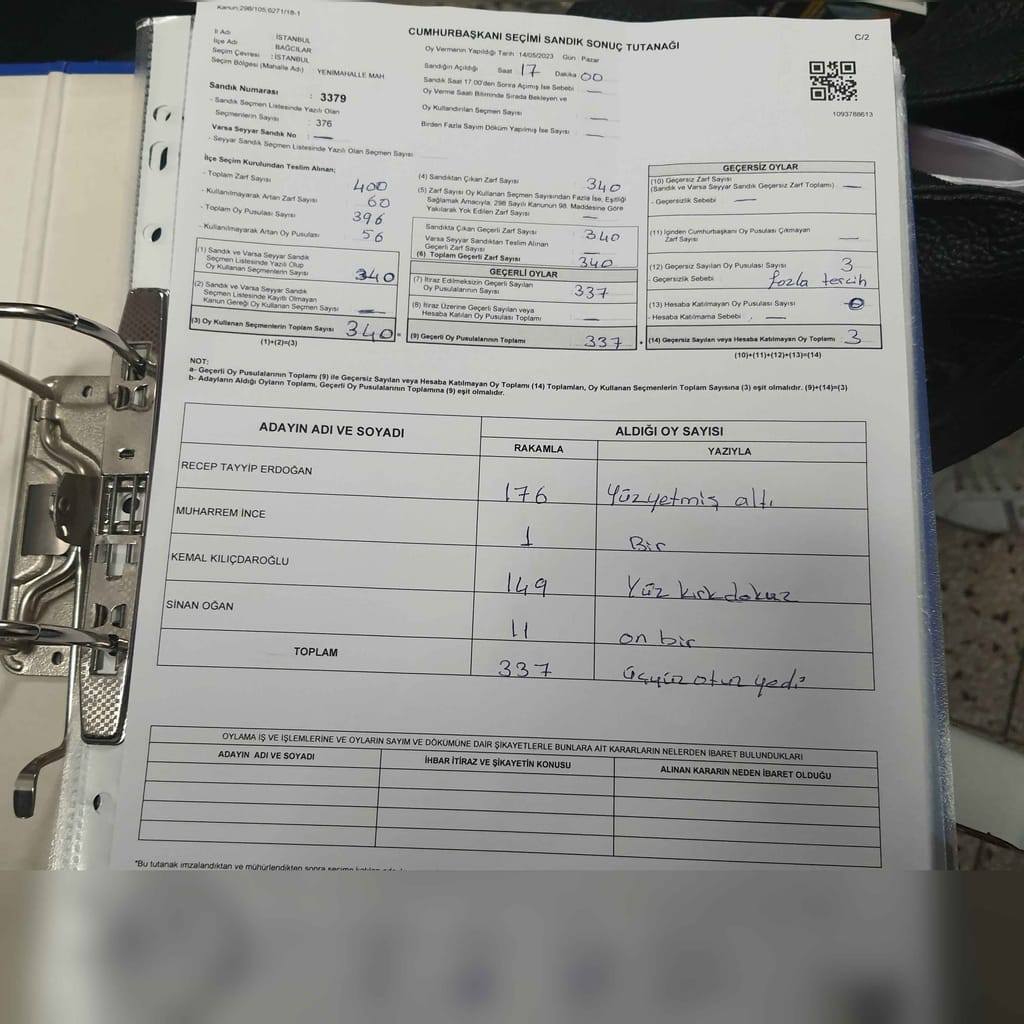 Kanun:298/105,6271/18-1
CUMHURBAŞKANI SEÇİMİ SANDIK SONUÇ TUTANAĞI
C/2
İl Adı : İSTANBUL
İlçe Adı : BAĞCILAR
Seçim Çevresi : İSTANBUL
Seçim Bölgesi (Mahalle Adı) YENİMAHALLE MAH
Oy Vermenin Yapıldığı Tarih :14/05/2023 Gün Pazar
Sandığın Açıldığı Saat 17 Dakika 00
Sandık Saat 17:00'den Sonra Açımış İse Sebebi : —
Oy Verme Saati Bitiminde Sırada Bekleyen ve
Oy Kullandırılan Seçmen Sayısı : —
Birden Fazla Sayım Döküm Yapılmış İse Sayısı : —
1093788613
Sandık Numarası : 3379
- Sandık Seçmen Listesinde Yazılı Olan
Seçmenlerin Sayısı : 376
Varsa Seyyar Sandık No : —
- Seyyar Sandık Seçmen Listesinde Yazılı Olan Seçmen Sayısı
İlçe Seçim Kurulundan Teslim Alınan;
- Toplam Zarf Sayısı : 400
- Kullanılmayarak Artan Zarf Sayısı : 60
- Toplam Oy Pusulası Sayısı : 396
- Kullanılmayarak Artan Oy Pusulası : 56
(1) Sandık ve Varsa Seyyar Sandık
Seçmen Listesinde Yazılı Olup
Oy Kullanan Seçmenlerin Sayısı : 340
(2) Sandık ve Varsa Seyyar Sandık
Seçmen Listesinde Kayıtlı Olmayan
Kanun Gereği Oy Kullanan Seçmen Sayısı : —
(3) Oy Kullanan Seçmenlerin Toplam Sayısı : 340 =
(1)+(2)=(3)
(4) Sandıktan Çıkan Zarf Sayısı : 340
(5) Zarf Sayısı Oy Kullanan Seçmen Sayısından Fazla İse, Eşitliği
Sağlamak Amacıyla, 298 Sayılı Kanunun 98. Maddesine Göre
Yakılarak Yok Edilen Zarf Sayısı : —
Sandıkta Çıkan Geçerli Zarf Sayısı : 340
Varsa Seyyar Sandıktan Teslim Alınan
Geçerli Zarf Sayısı : —
(6) Toplam Geçerli Zarf Sayısı : 340
GEÇERLİ OYLAR
(7) İtiraz Edilmeksizin Geçerli Sayılan
Oy Pusulalarının Sayısı : 337
(8) İtiraz Üzerine Geçerli Sayılan veya
Hesaba Katılan Oy Pusulası Toplamı : —
(9) Geçerli Oy Pusulalarının Toplamı : 337 +
GEÇERSİZ OYLAR
(10) Geçersiz Zarf Sayısı
(Sandık ve Varsa Seyyar Sandık Geçersiz Zarf Toplamı) : —
- Geçersizlik Sebebi : —
(11) İçinden Cumhurbaşkanı Oy Pusulası Çıkmayan
Zarf Sayısı : —
(12) Geçersiz Sayılan Oy Pusulası Sayısı : 3
- Geçersizlik Sebebi : fazla tercih
(13) Hesaba Katılmayan Oy Pusulası Sayısı :
- Hesaba Katılmama Sebebi : —
(14) Geçersiz Sayılan veya Hesaba Katılmayan Oy Toplamı : 3
(10)+(11)+(12)+(13)=(14)
NOT:
a- Geçerli Oy Pusulalarının Toplamı (9) ile Geçersiz Sayılan veya Hesaba Katılmayan Oy Toplamı (14) Toplamları, Oy Kullanan Seçmenlerin Toplam Sayısına (3) eşit olmalıdır. (9)+(14)=(3)
b- Adayların Aldığı Oyların Toplamı, Geçerli Oy Pusulalarının Toplamına (9) eşit olmalıdır.
ADAYIN ADI VE SOYADI ALDIĞI OY SAYISI
RAKAMLA YAZIYLA
RECEP TAYYİP ERDOĞAN 176 Yüzyetmiş altı
MUHARREM İNCE 1 Bir
KEMAL KILIÇDAROĞLU 149 Yüz kırkdokuz
SİNAN OĞAN 11 on bir
TOPLAM 337 üçyüz otuz yedi
OYLAMA İŞ VE İŞLEMLERİNE VE OYLARIN SAYIM VE DÖKÜMÜNE DAİR ŞİKAYETLERLE BUNLARA AİT KARARLARIN NELERDEN İBARET BULUNDUKLARI
ADAYIN ADI VE SOYADI İHBAR İTİRAZ VE ŞİKAYETİN KONUSU ALINAN KARARIN NEDEN İBARET OLDUĞU
*Bu tutanak imzalandıktan ve mühürlendikten sonra seçime